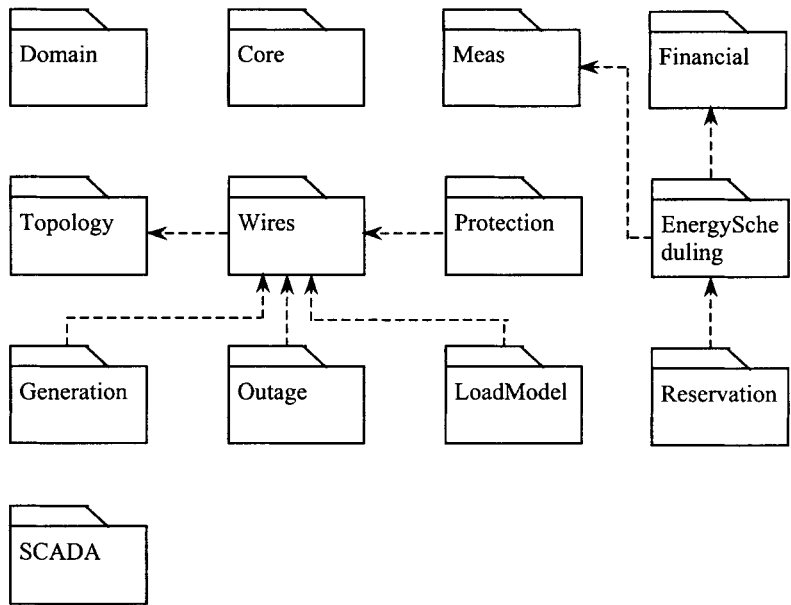 Domain
Core
Meas
Financial
Topology
Wires
Protection
EnergySche
duling
Generation
Outage
LoadModel
Reservation
SCADA